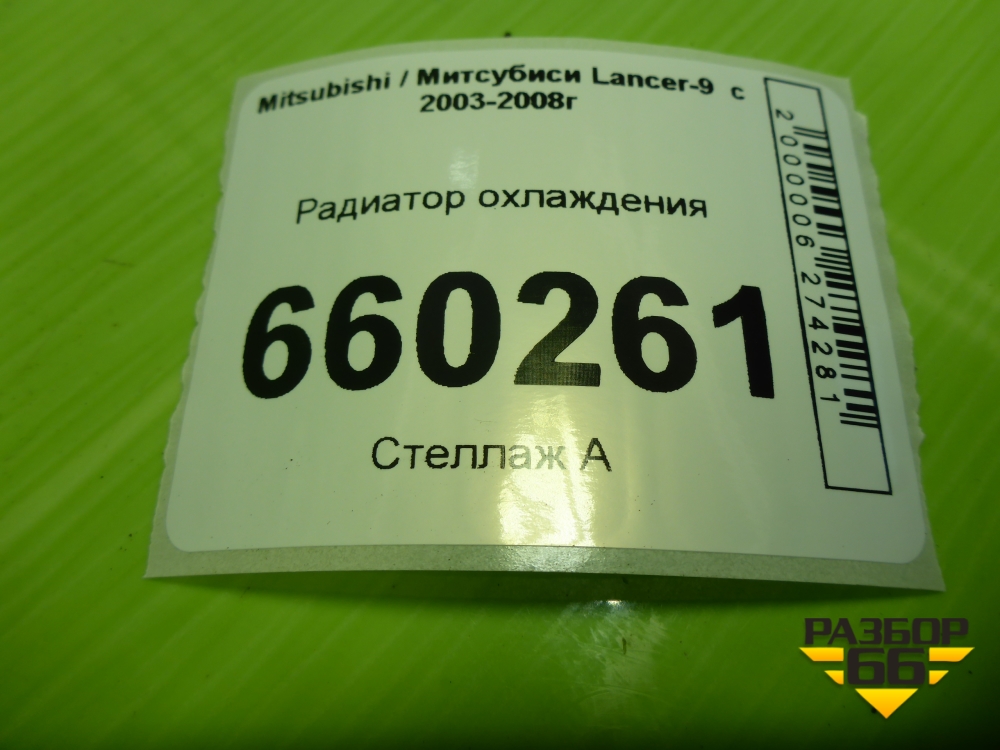 Mitsubishi / Митсубиси Lancer-9 с
2003-2008г
Радиатор охлаждения
660261
Стеллаж А
2000006274281
РАЗБОР
66